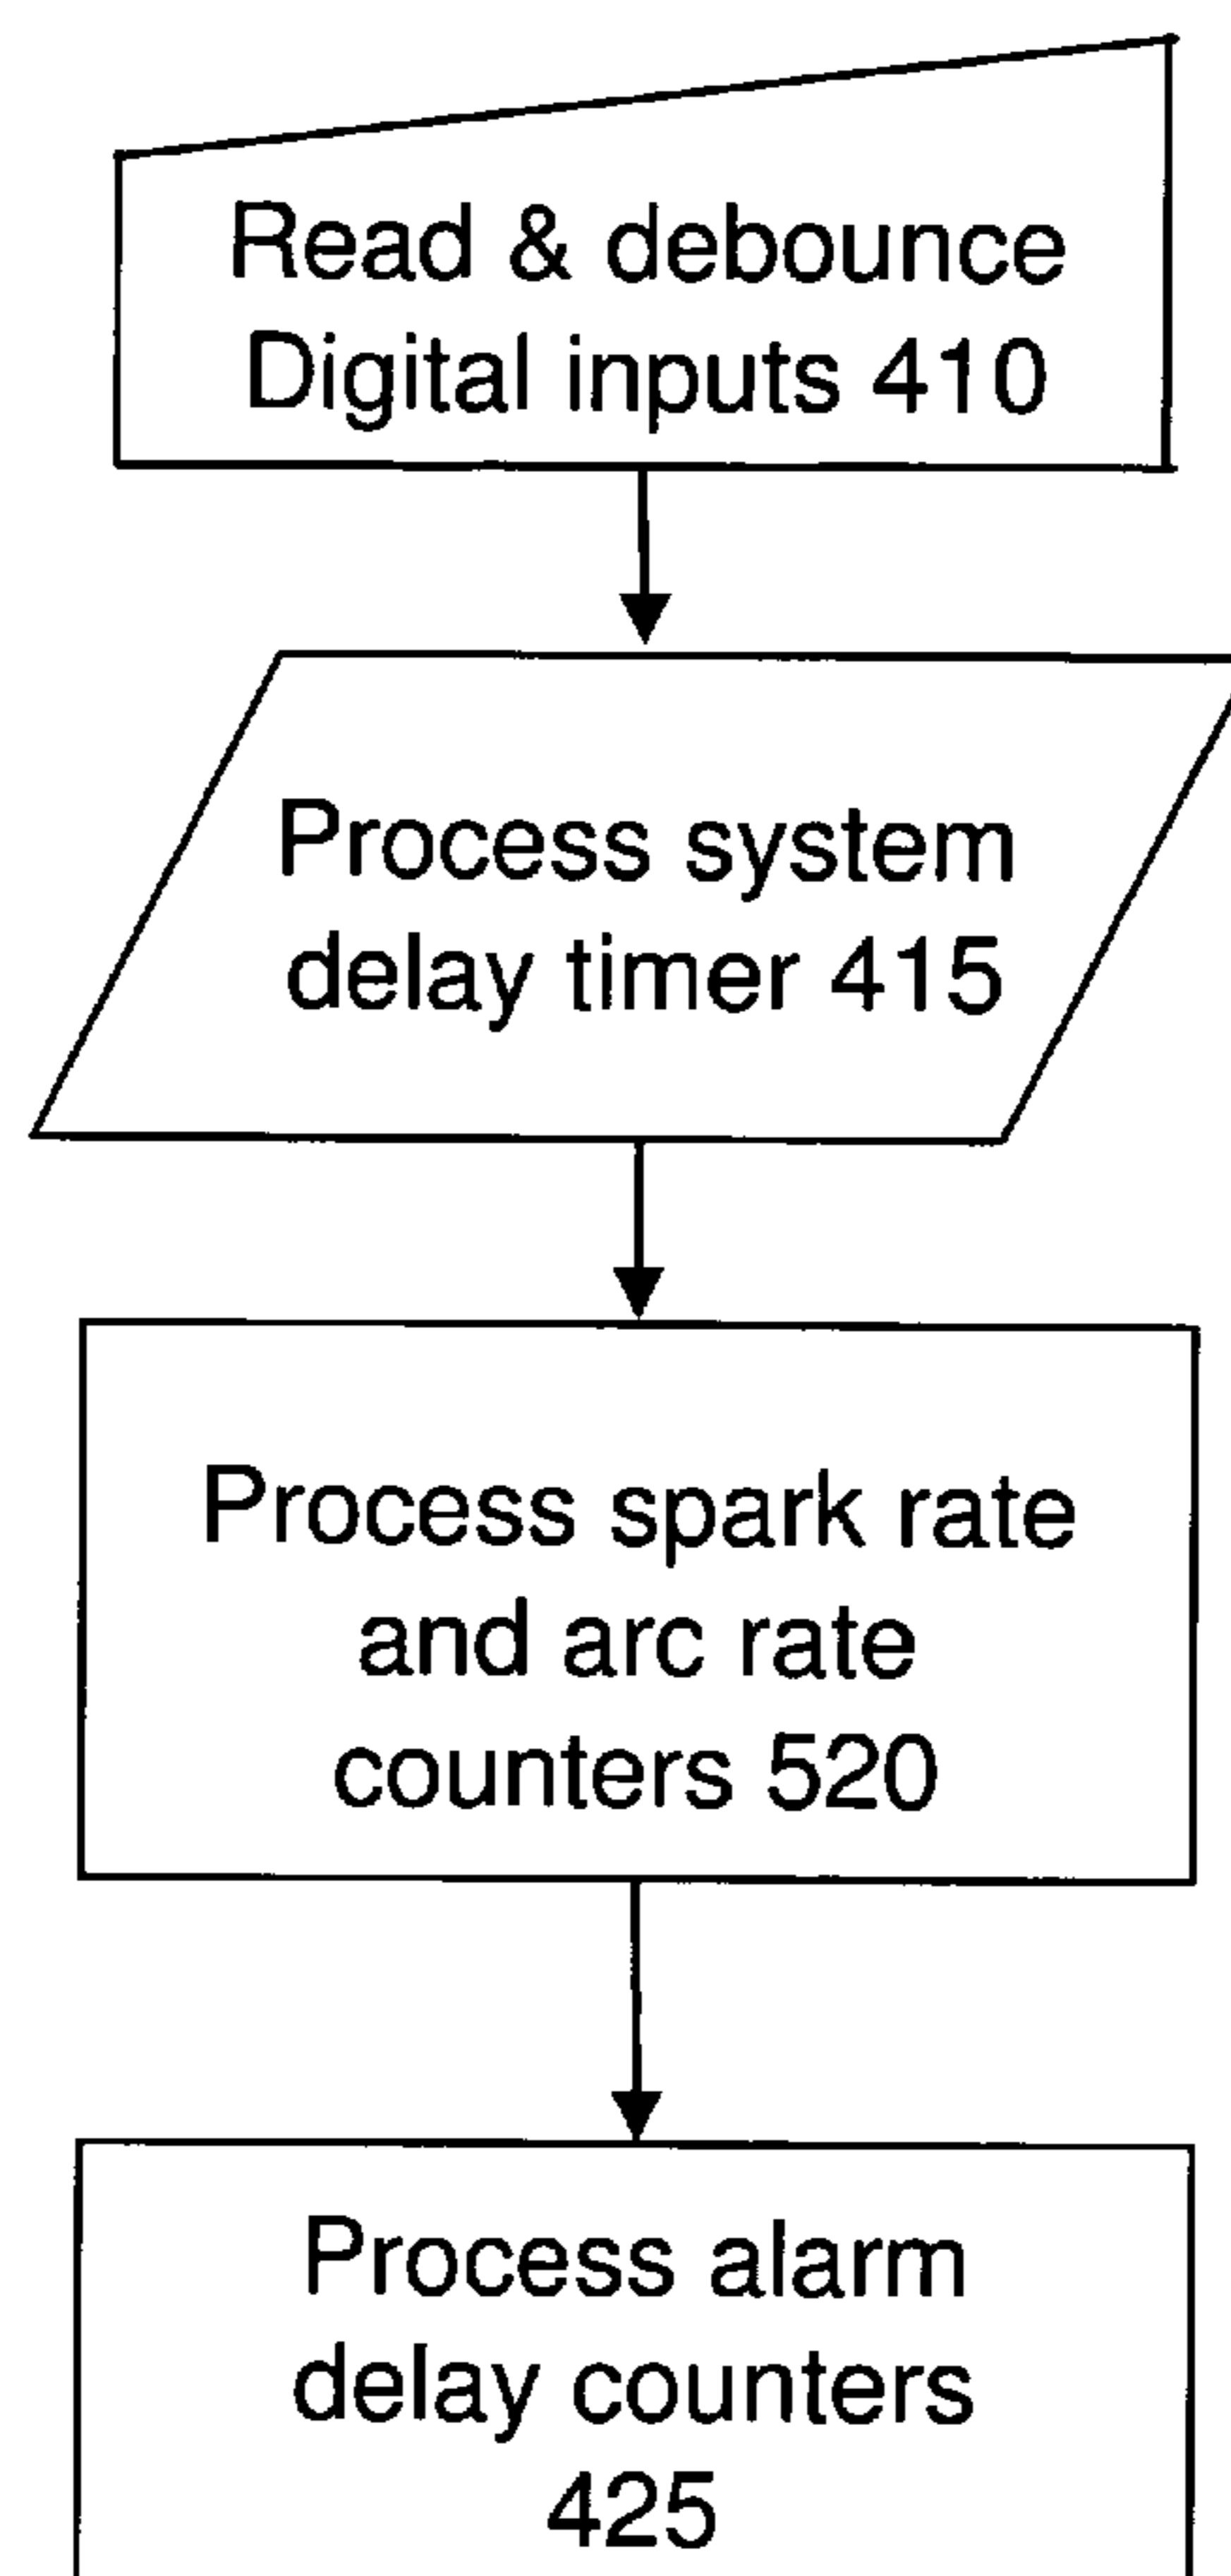 Read & debounce
Digital inputs 410
Process system
delay timer 415
Process spark rate
and arc rate
counters 520
Process alarm
delay counters
425